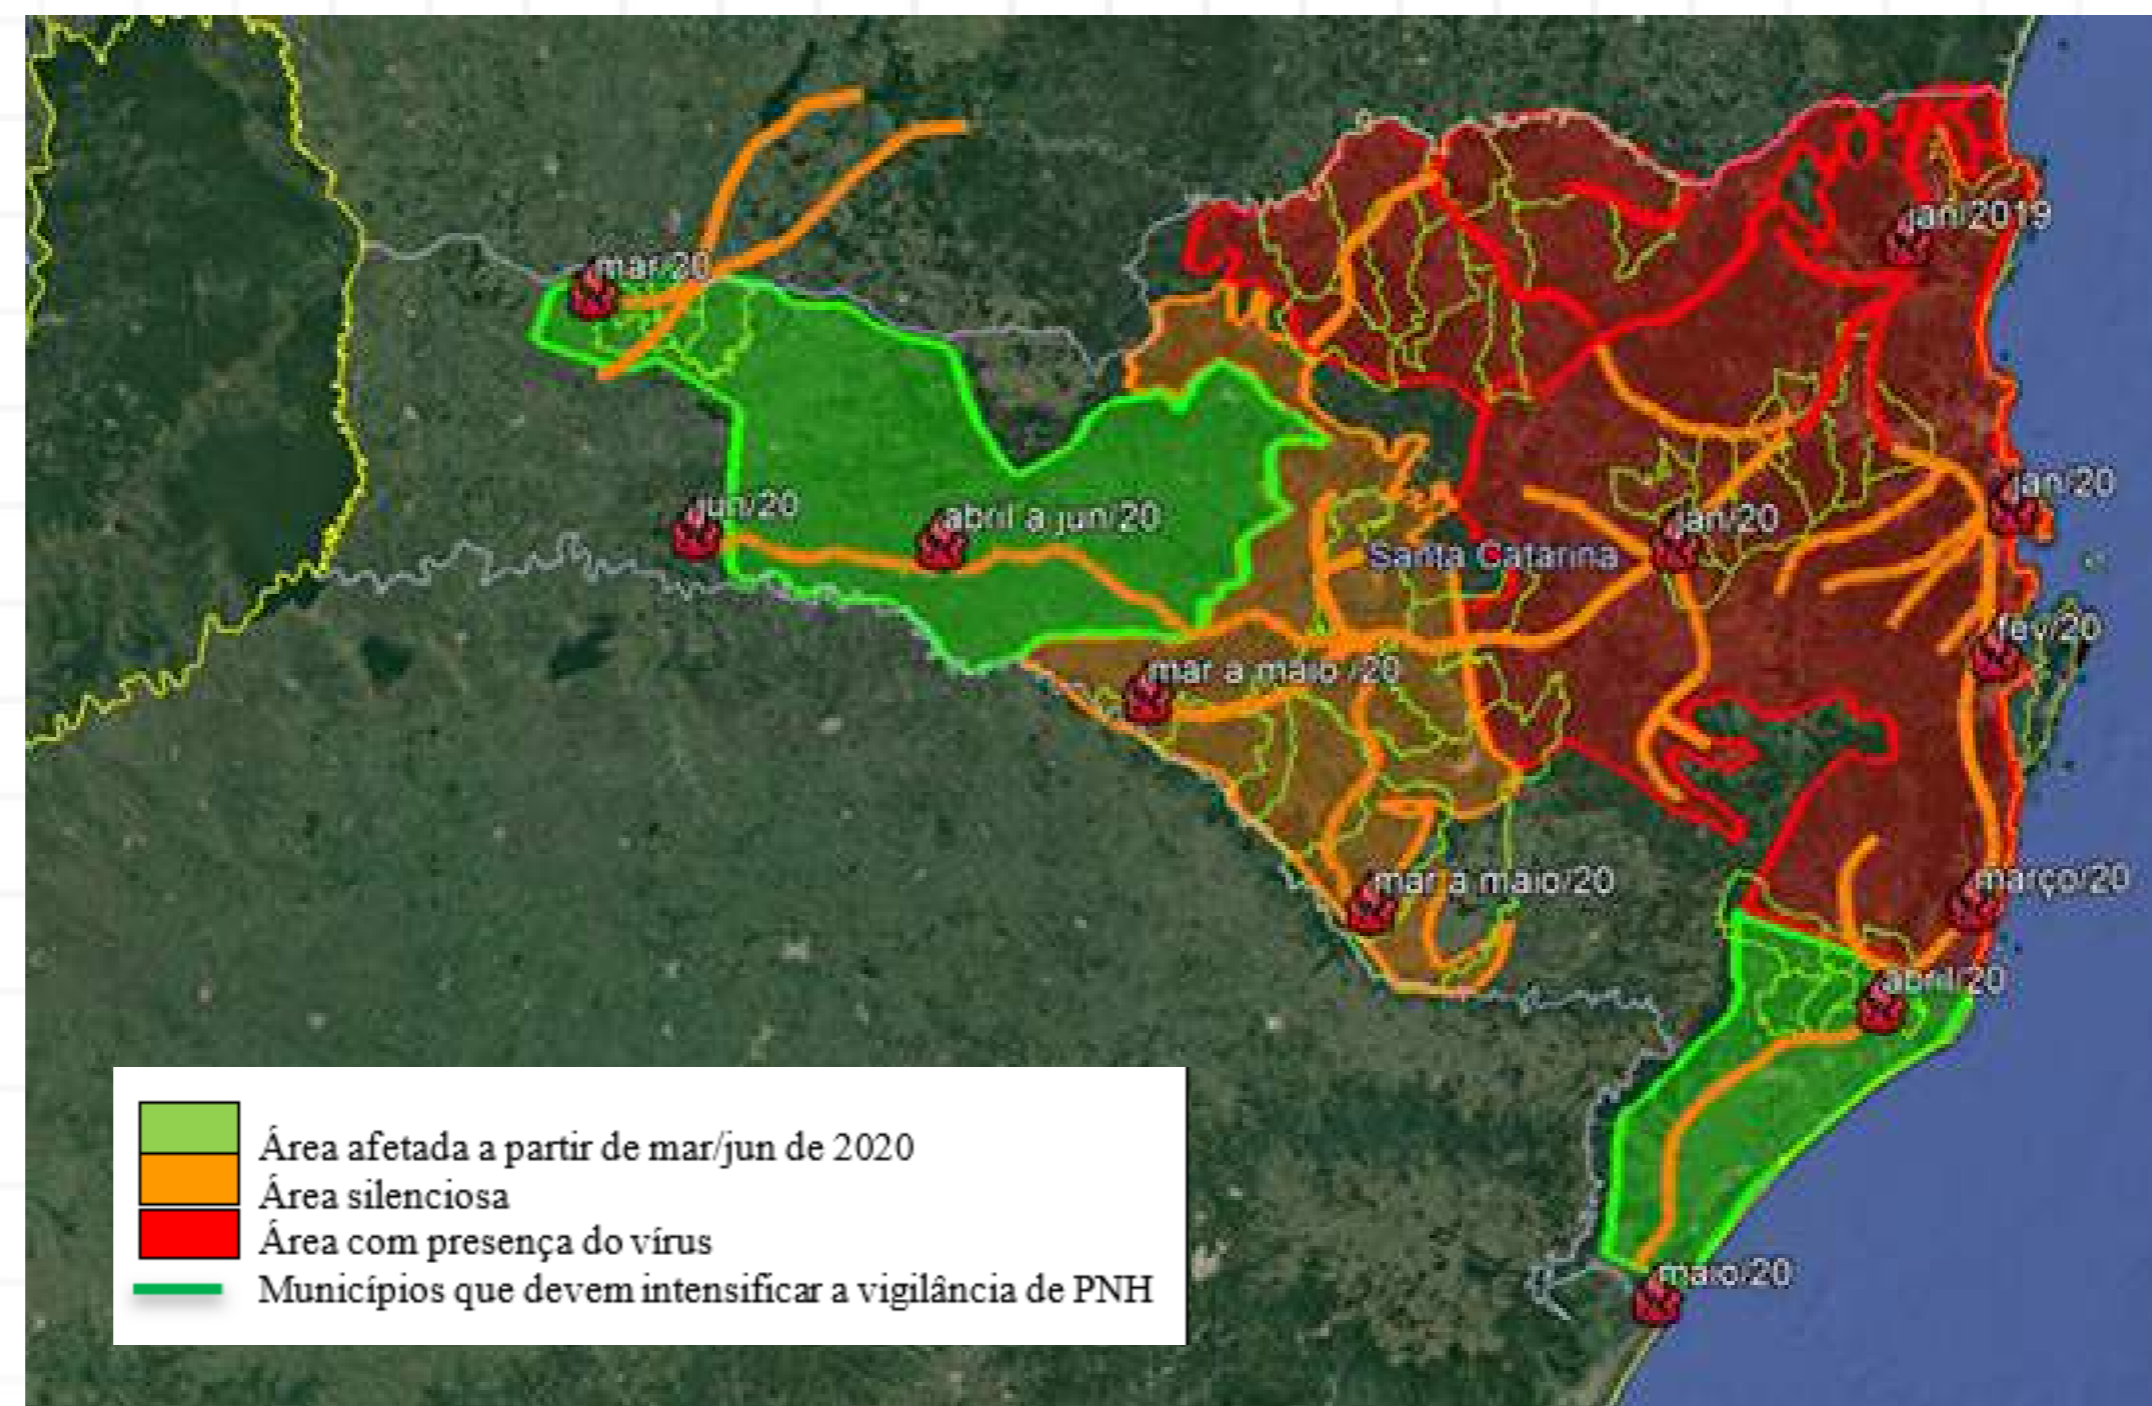 jan/2019
mar/20
jan/20
jun/20
abril a jun/20
jan/20
Santa Catarina
fev/20
mar a maio /20
mar a maio/20
março/20
abril/20
maio/20
Área afetada a partir de mar/jun de 2020
Área silenciosa
Área com presença do vírus
Municípios que devem intensificar a vigilância de PNH